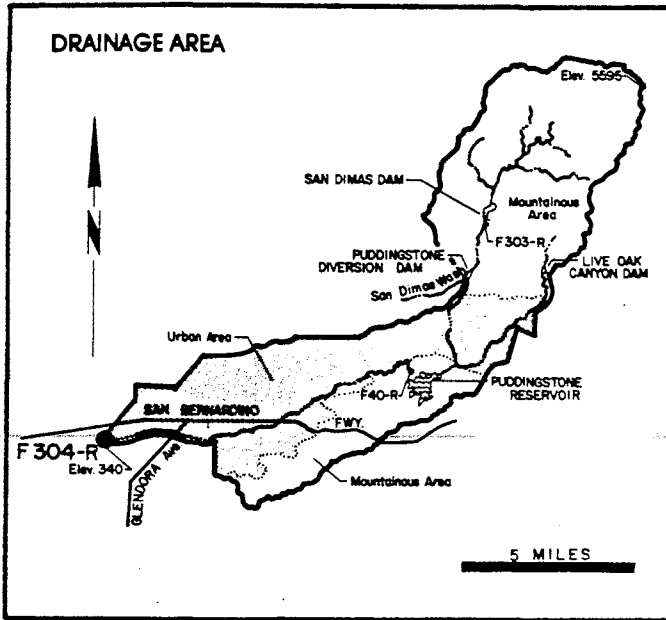 DRAINAGE AREA
Elev. 5595
N
SAN DIMAS DAM
Mountainous
Area
F303-R
PUDDINGSTONE
DIVERSION DAM
LIVE OAK
CANYON DAM
San Dimas Wash
Urban Area
F40-R
PUDDINGSTONE
RESERVOIR
SAN BERNARDINO
FWY.
F304-R
Elev. 340
GLENDORA Ave
Mountainous Area
5 MILES